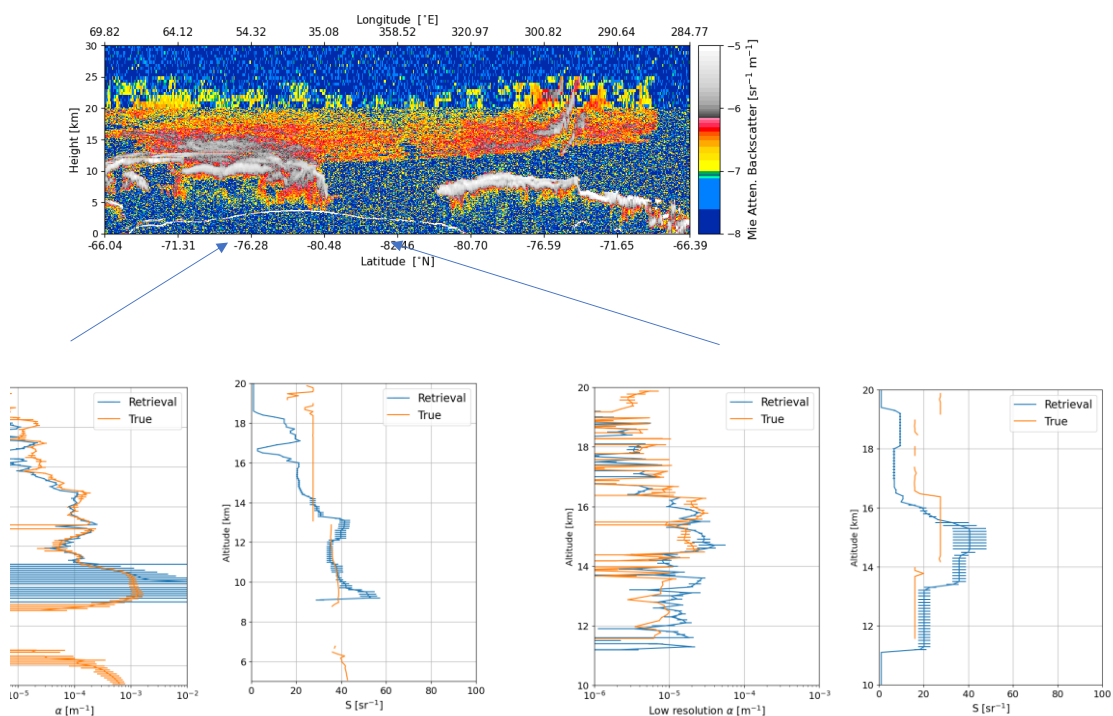 Longitude [°E]
69.82 64.12 54.32 35.08 358.52 320.97 300.82 290.64 284.77
30
25
20
15
10
5
0
Height [km]
-66.04 -71.31 -76.28 -80.48 -82.46 -80.70 -76.59 -71.65 -66.39
Latitude [°N]
-5
-6
-7
-8
Mie Atten. Backscatter [sr⁻¹ m⁻¹]
Retrieval
True
10⁻⁵ 10⁻⁴ 10⁻³ 10⁻²
α [m⁻¹]
20
18
16
14
12
10
8
6
Altitude [km]
Retrieval
True
0 20 40 60 80 100
S [sr⁻¹]
20
18
16
14
12
10
Altitude [km]
Retrieval
True
10⁻⁶ 10⁻⁵ 10⁻⁴ 10⁻³
Low resolution α [m⁻¹]
20
18
16
14
12
10
Altitude [km]
Retrieval
True
0 20 40 60 80 100
S [sr⁻¹]